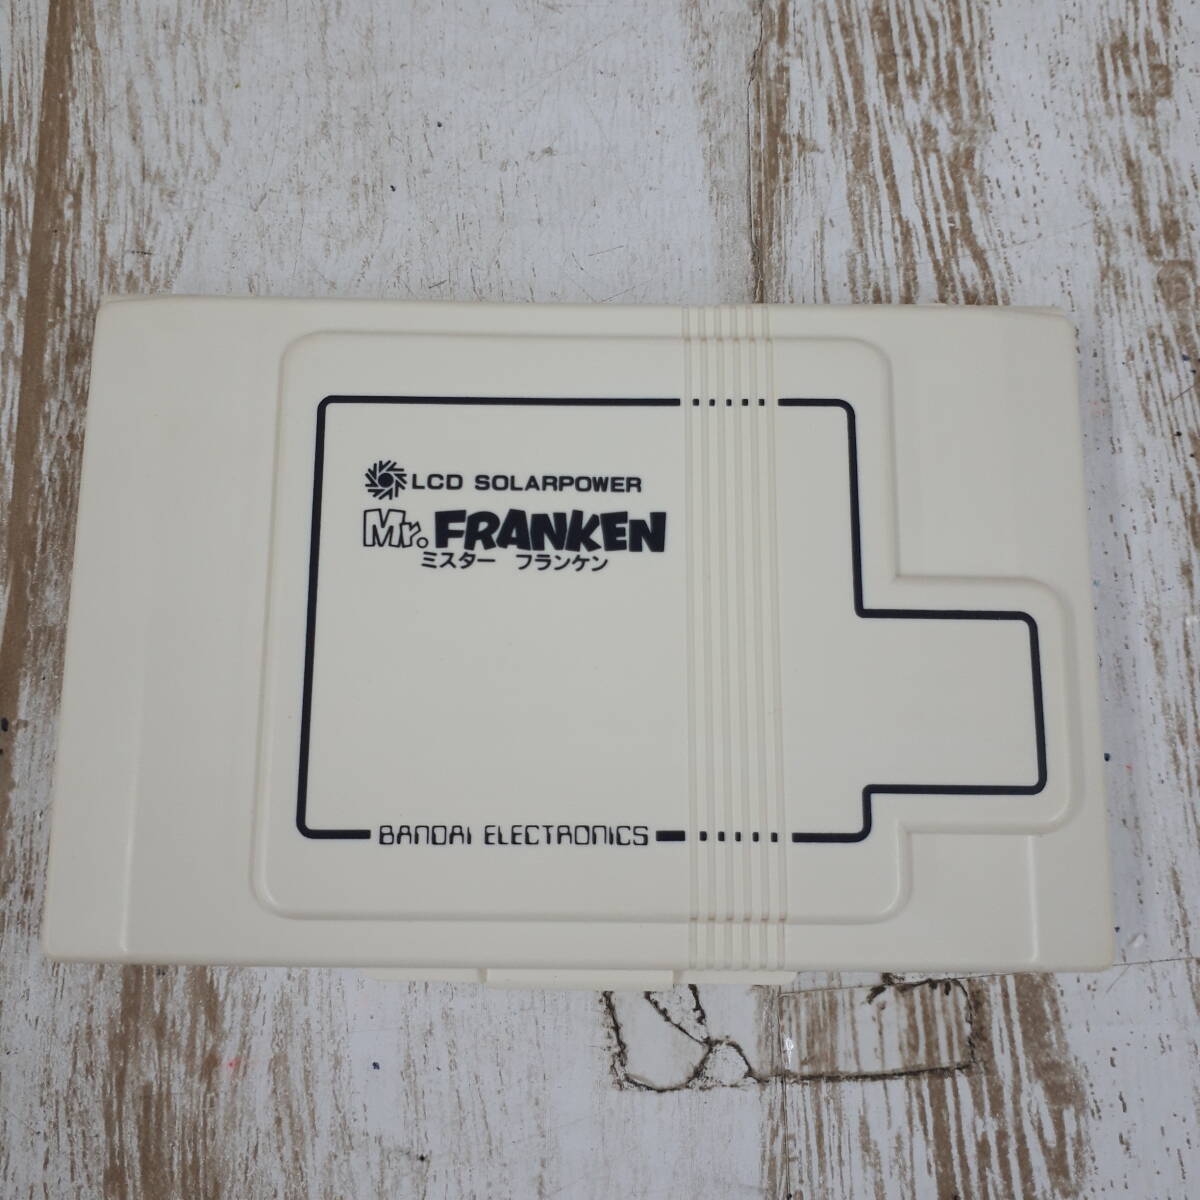 LCD SOLARPOWER
Mr. FRANKEN
ミスター フランケン
BANDAI ELECTRONICS